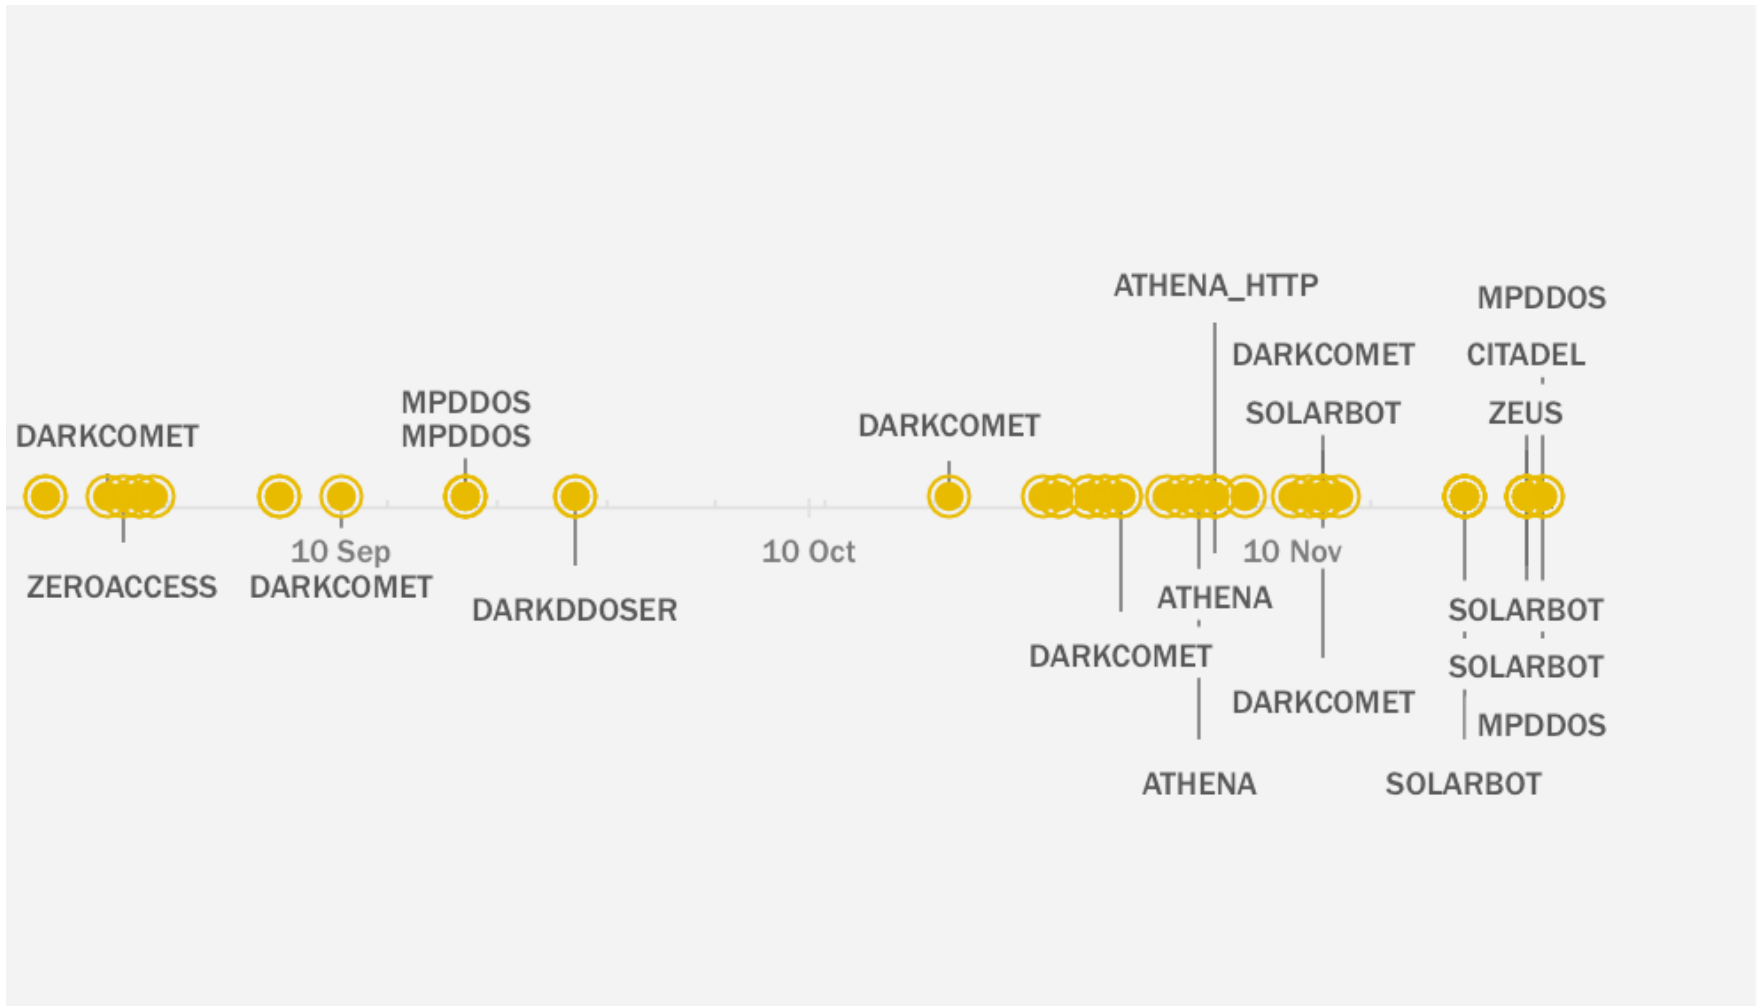 ATHENA_HTTP
MPDDOS
DARKCOMET
CITADEL
MPDDOS
SOLARBOT
ZEUS
DARKCOMET
MPDDOS
DARKCOMET
10 Sep
10 Oct
10 Nov
ZEROACCESS
DARKCOMET
ATHENA
DARKDDOSER
SOLARBOT
DARKCOMET
SOLARBOT
DARKCOMET
MPDDOS
ATHENA
SOLARBOT